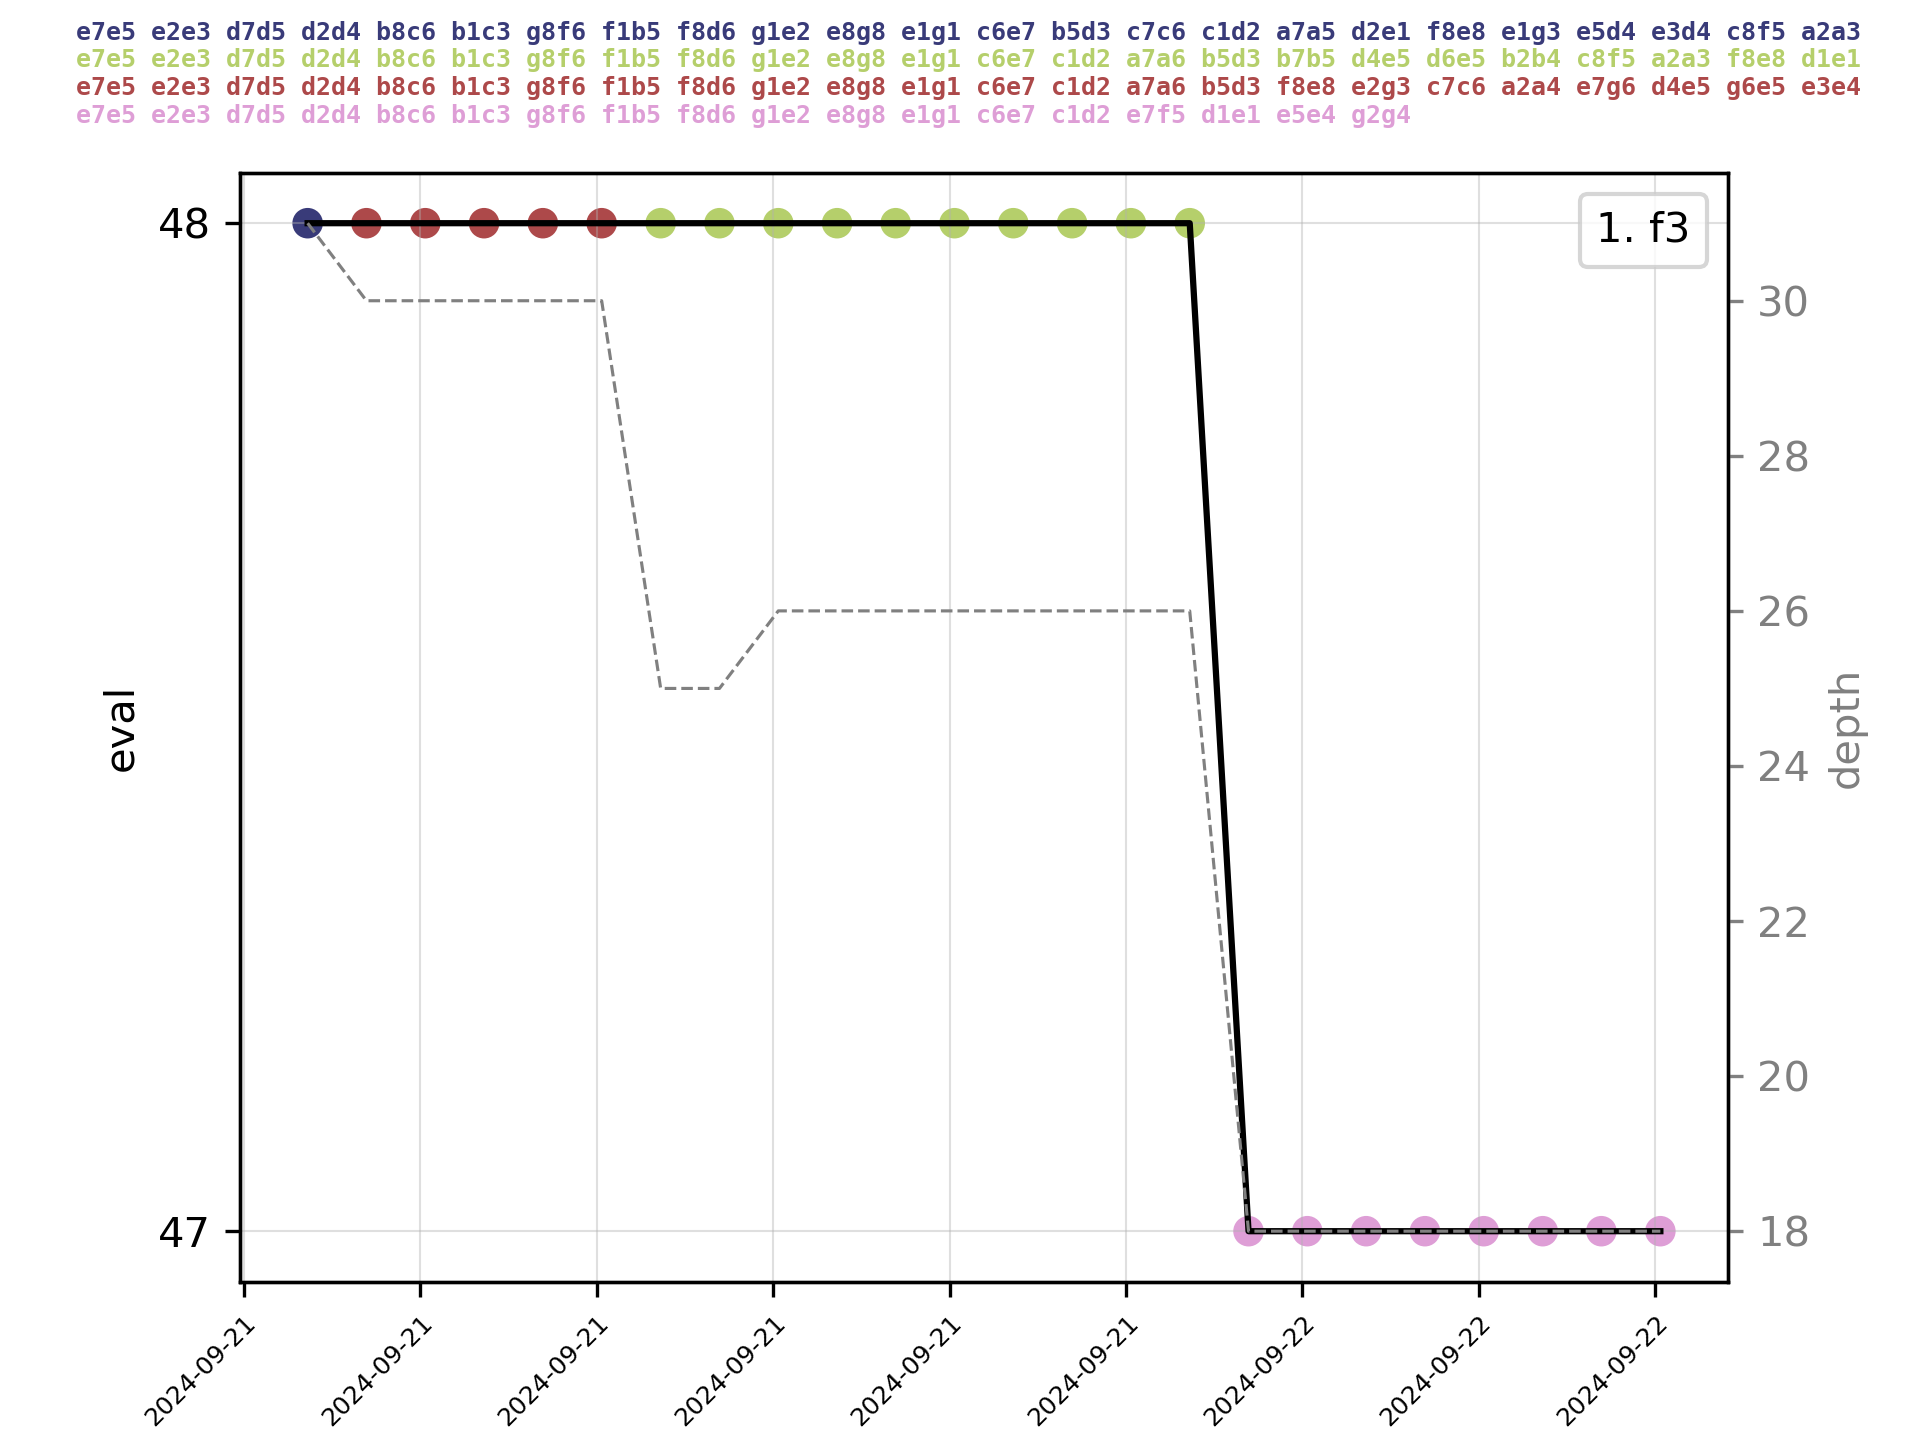 e7e5 e2e3 d7d5 d2d4 b8c6 b1c3 g8f6 f1b5 f8d6 g1e2 e8g8 e1g1 c6e7 b5d3 c7c6 c1d2 a7a5 d2e1 f8e8 e1g3 e5d4 e3d4 c8f5 a2a3
e7e5 e2e3 d7d5 d2d4 b8c6 b1c3 g8f6 f1b5 f8d6 g1e2 e8g8 e1g1 c6e7 c1d2 a7a6 b5d3 b7b5 d4e5 d6e5 b2b4 c8f5 a2a3 f8e8 d1e1
e7e5 e2e3 d7d5 d2d4 b8c6 b1c3 g8f6 f1b5 f8d6 g1e2 e8g8 e1g1 c6e7 c1d2 a7a6 b5d3 f8e8 e2g3 c7c6 a2a4 e7g6 d4e5 g6e5 e3e4
e7e5 e2e3 d7d5 d2d4 b8c6 b1c3 g8f6 f1b5 f8d6 g1e2 e8g8 e1g1 c6e7 c1d2 e7f5 d1e1 e5e4 g2g4
1. f3
48
47
eval
30
28
26
24
22
20
18
depth
2024-09-21
2024-09-21
2024-09-21
2024-09-21
2024-09-21
2024-09-21
2024-09-22
2024-09-22
2024-09-22